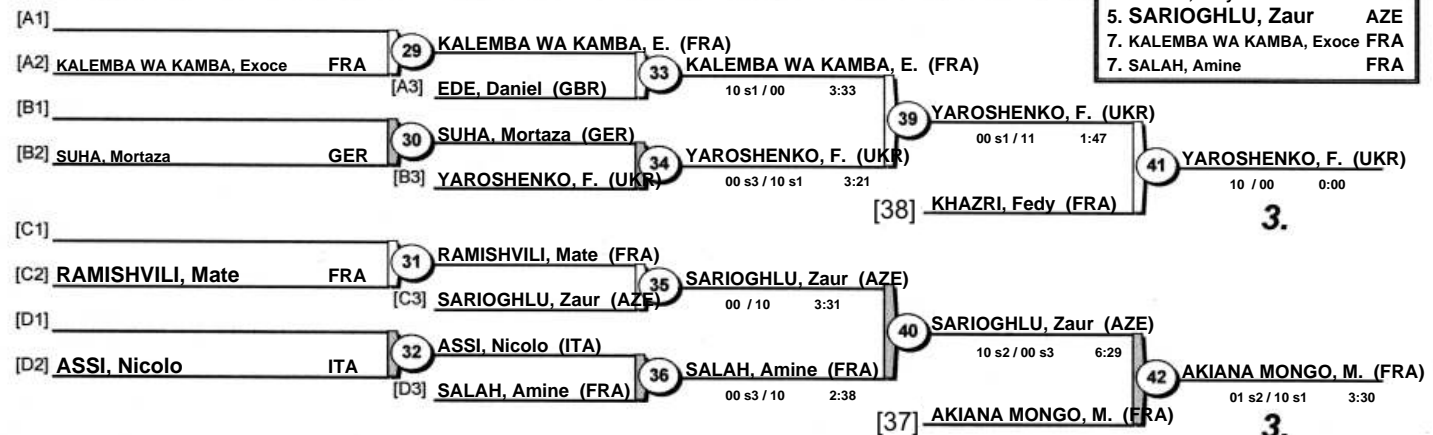 5. SARIOGHLU, Zaur AZE
7. KALEMBA WA KAMBA, Exoce FRA
7. SALAH, Amine FRA
[A1]
[A2] KALEMBA WA KAMBA, Exoce FRA
29 KALEMBA WA KAMBA, E. (FRA)
[A3] EDE, Daniel (GBR)
33 KALEMBA WA KAMBA, E. (FRA)
10 s1 / 00 3:33
[B1]
[B2] SUHA, Mortaza GER
30 SUHA, Mortaza (GER)
[B3] YAROSHENKO, F. (UKR)
34 YAROSHENKO, F. (UKR)
00 s3 / 10 s1 3:21
39 YAROSHENKO, F. (UKR)
00 s1 / 11 1:47
[38] KHAZRI, Fedy (FRA)
41 YAROSHENKO, F. (UKR)
10 / 00 0:00
3.
[C1]
[C2] RAMISHVILI, Mate FRA
31 RAMISHVILI, Mate (FRA)
[C3] SARIOGHLU, Zaur (AZE)
35 SARIOGHLU, Zaur (AZE)
00 / 10 3:31
[D1]
[D2] ASSI, Nicolo ITA
32 ASSI, Nicolo (ITA)
[D3] SALAH, Amine (FRA)
36 SALAH, Amine (FRA)
00 s3 / 10 2:38
40 SARIOGHLU, Zaur (AZE)
10 s2 / 00 s3 6:29
[37] AKIANA MONGO, M. (FRA)
42 AKIANA MONGO, M. (FRA)
01 s2 / 10 s1 3:30
3.